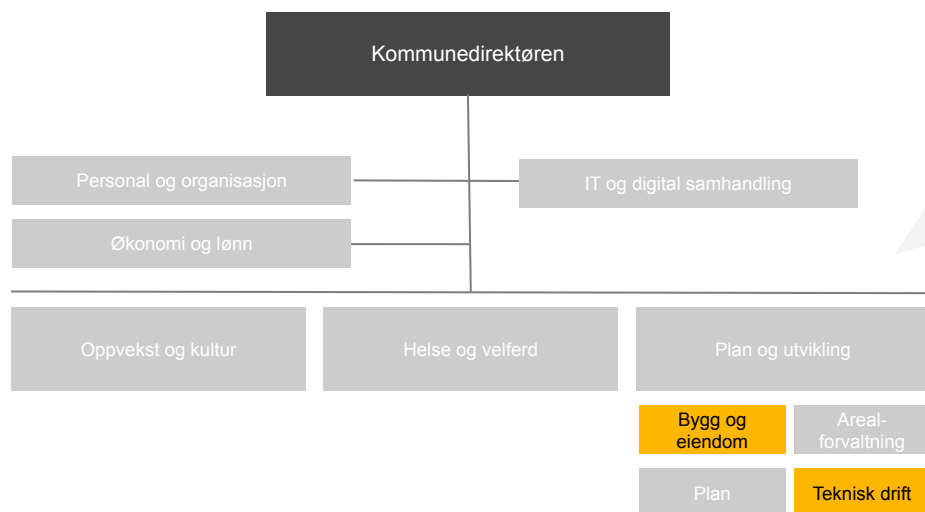 Kommunedirektøren
Personal og organisasjon
IT og digital samhandling
Økonomi og lønn
Oppvekst og kultur
Helse og velferd
Plan og utvikling
Bygg og
eiendom
Areal-
forvaltning
Plan
Teknisk drift